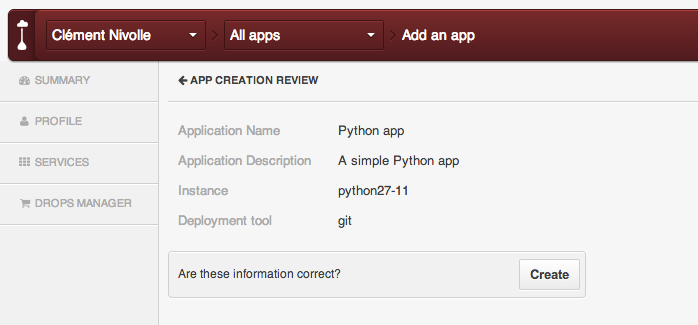 Clément Nivolle All apps Add an app
SUMMARY
PROFILE
SERVICES
DROPS MANAGER
APP CREATION REVIEW
Application Name Python app
Application Description A simple Python app
Instance python27-11
Deployment tool git
Are these information correct? Create